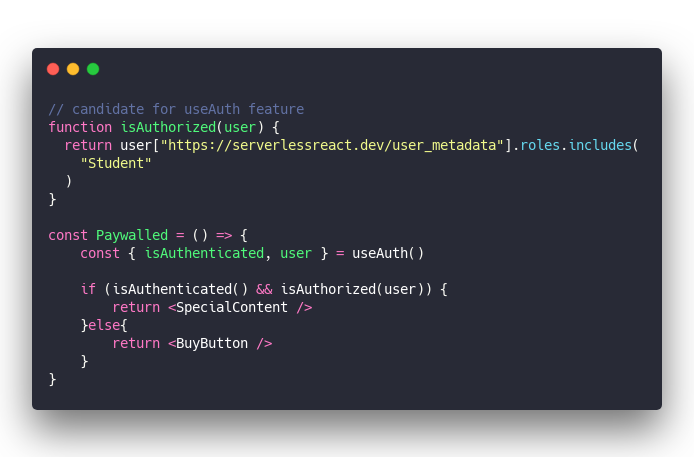 // candidate for useAuth feature
function isAuthorized(user) {
  return user["https://serverlessreact.dev/user_metadata"].roles.includes(
    "Student"
  )
}

const Paywalled = () => {
    const { isAuthenticated, user } = useAuth()

    if (isAuthenticated() && isAuthorized(user)) {
        return <SpecialContent />
    }else{
        return <BuyButton />
    }
}